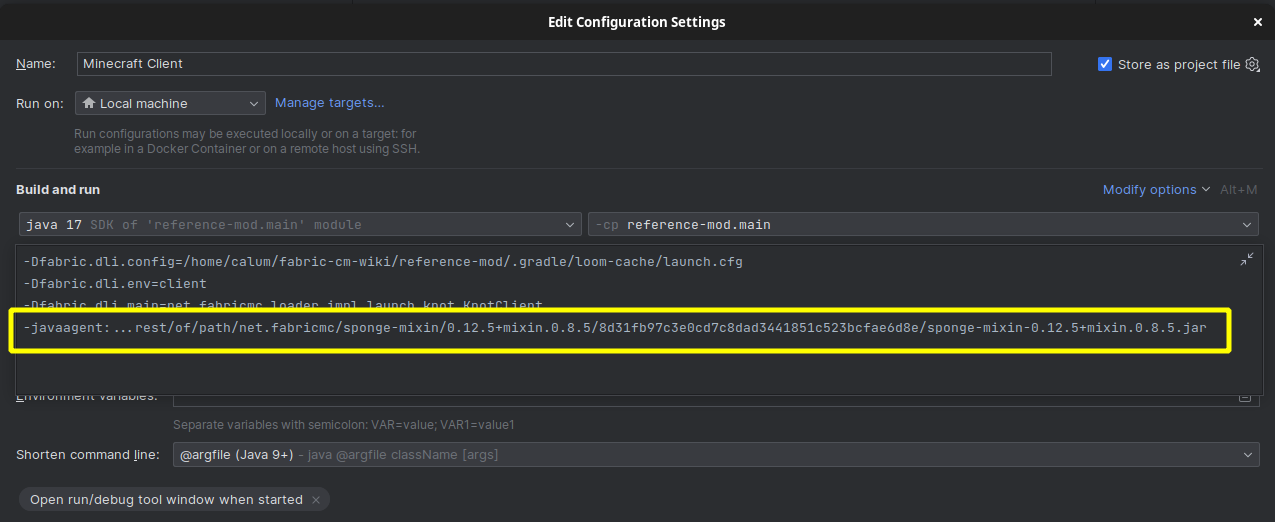 Edit Configuration Settings
Name: Minecraft Client Store as project file
Run on: Local machine Manage targets...
Run configurations may be executed locally or on a target: for
example in a Docker Container or on a remote host using SSH.
Build and run Modify options Alt+M
java 17 SDK of 'reference-mod.main' module -cp reference-mod.main
-Dfabric.dli.config=/home/calum/fabric-cm-wiki/reference-mod/.gradle/loom-cache/launch.cfg
-Dfabric.dli.env=client
-Dfabric.dli.main=net.fabricmc.loader.impl.launch.knot.KnotClient
-javaagent:...rest/of/path/net.fabricmc/sponge-mixin/0.12.5+mixin.0.8.5/8d31fb97c3e0cd7c8dad3441851c523bcfae6d8e/sponge-mixin-0.12.5+mixin.0.8.5.jar
Environment variables:
Separate variables with semicolon: VAR=value; VAR1=value1
Shorten command line: @argfile (Java 9+) - java @argfile className [args]
Open run/debug tool window when started ×